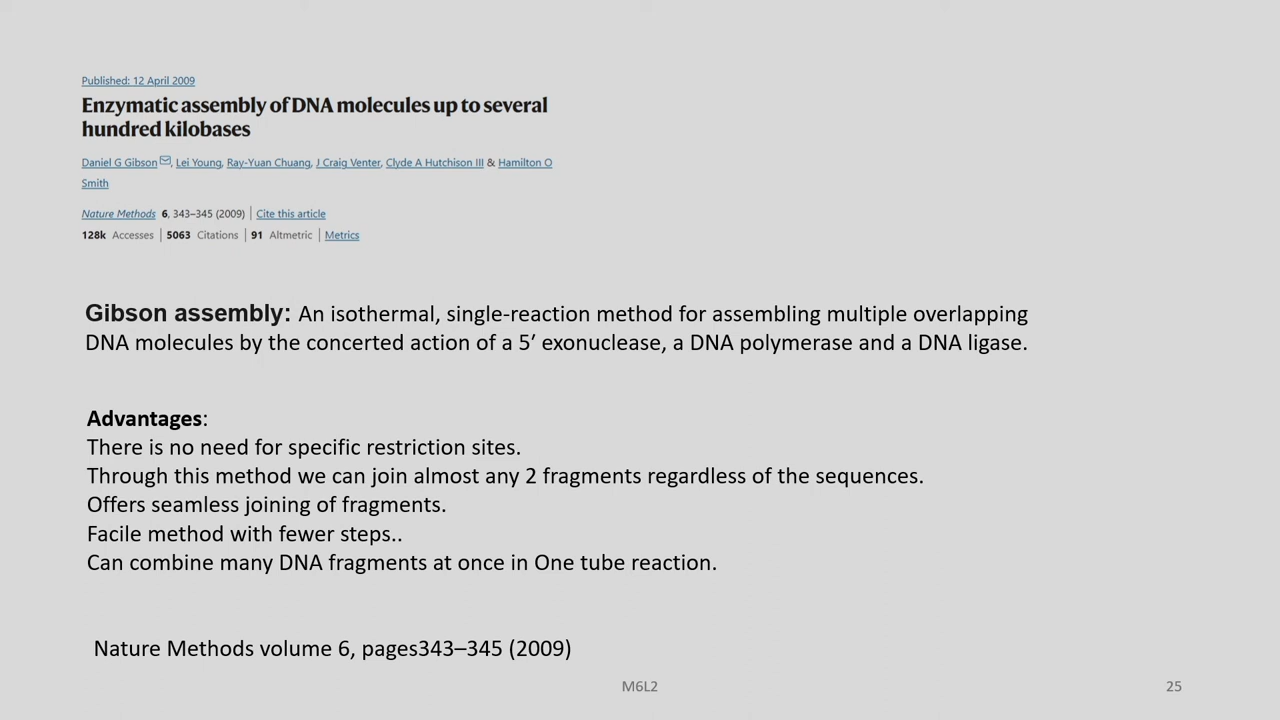 Published: 12 April 2009
Enzymatic assembly of DNA molecules up to several
hundred kilobases
Daniel G Gibson, Lei Young, Ray-Yuan Chuang, J Craig Venter, Clyde A Hutchison III & Hamilton O
Smith
Nature Methods 6, 343–345 (2009) | Cite this article
128k Accesses | 5063 Citations | 91 Altmetric | Metrics
Gibson assembly: An isothermal, single-reaction method for assembling multiple overlapping
DNA molecules by the concerted action of a 5′ exonuclease, a DNA polymerase and a DNA ligase.
Advantages:
There is no need for specific restriction sites.
Through this method we can join almost any 2 fragments regardless of the sequences.
Offers seamless joining of fragments.
Facile method with fewer steps..
Can combine many DNA fragments at once in One tube reaction.
Nature Methods volume 6, pages343–345 (2009)
M6L2
25